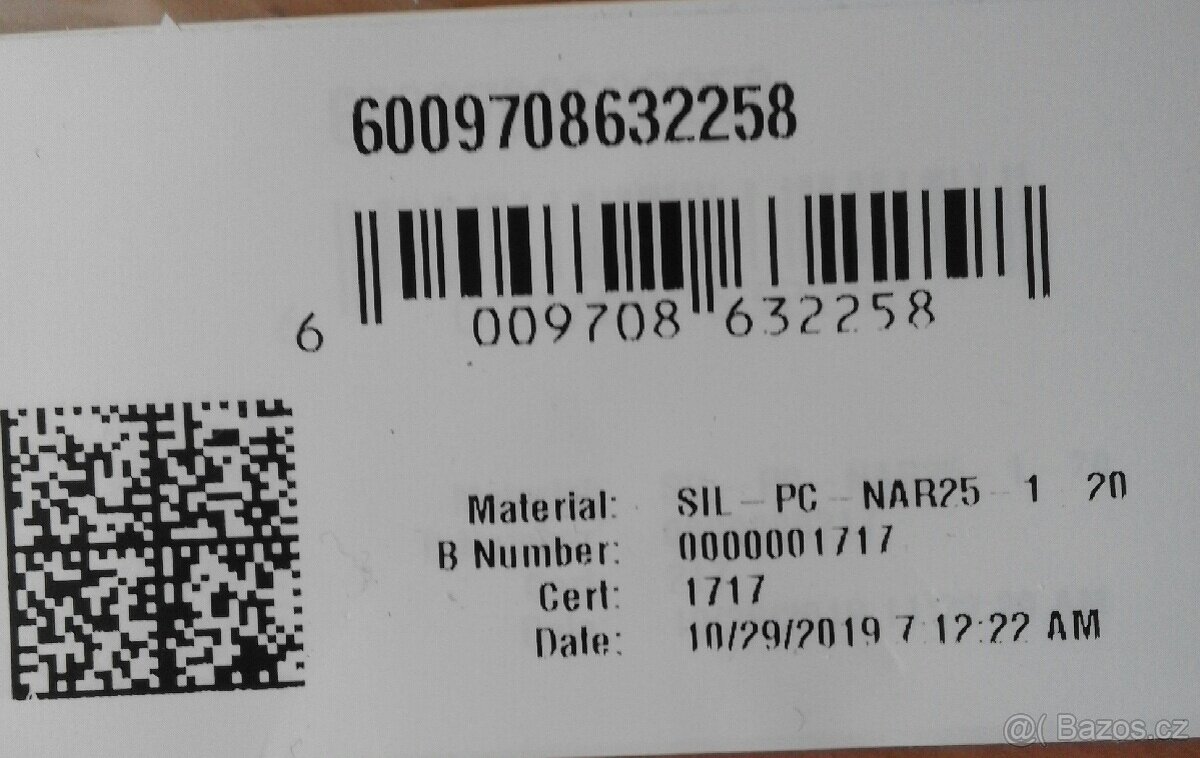 6009708632258
6 009708 632258
Material: SIL-PC-NAR25-1 20
B Number: 0000001717
Cert: 1717
Date: 10/29/2019 7:12:22 AM
@( Bazos.cz